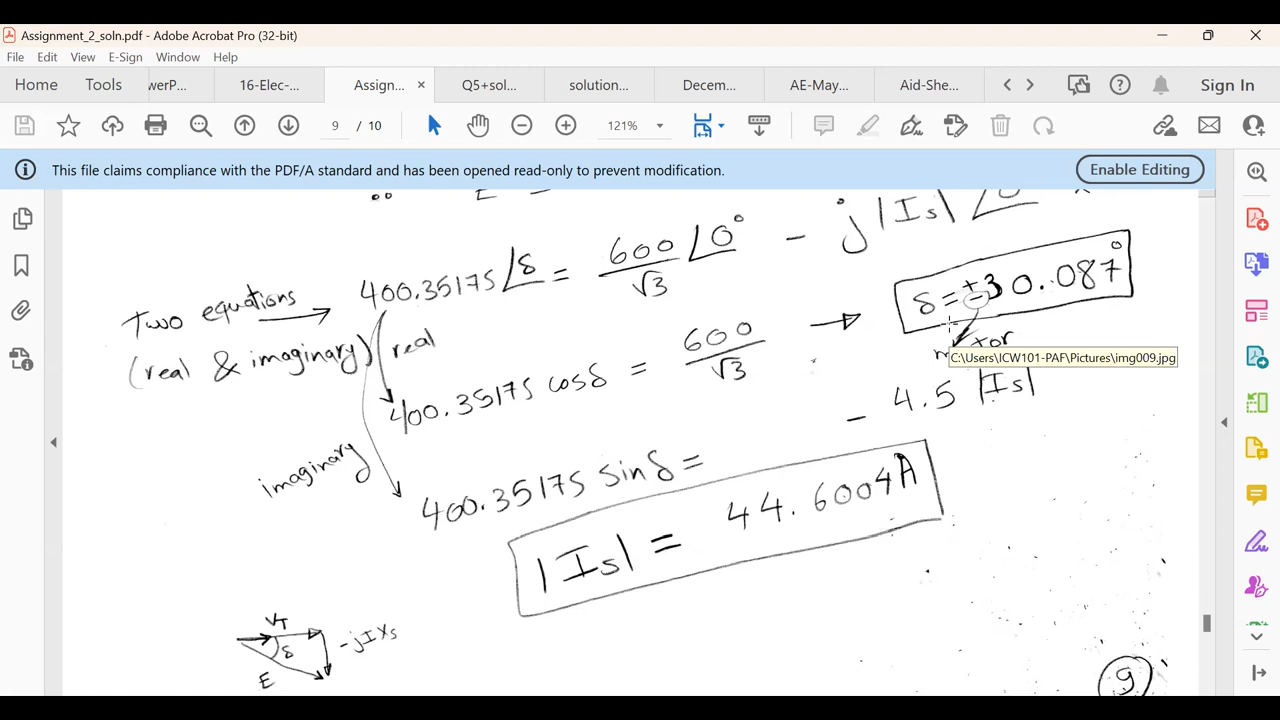 Assignment_2_soln.pdf - Adobe Acrobat Pro (32-bit)
File Edit View Window Help
Home Tools werP... 16-Elec-... Assign... × Q5+sol... solution... Decem... AE-May... Aid-She... Sign In
9 / 10 121%
This file claims compliance with the PDF/A standard and has been opened read-only to prevent modification. Enable Editing
∴ E =
Two equations → 400.35175 ∠δ = 600/√3 ∠0° - j|Is| ∠0
(real & imaginary)
real
400.35175 cosδ = 600/√3 → δ = ±30.087°
C:\Users\ICW101-PAF\Pictures\img009.jpg
imaginary
400.35175 sinδ = - 4.5 |Is|
|Is| = 44.6004A
VT
δ
-jIXs
E
9